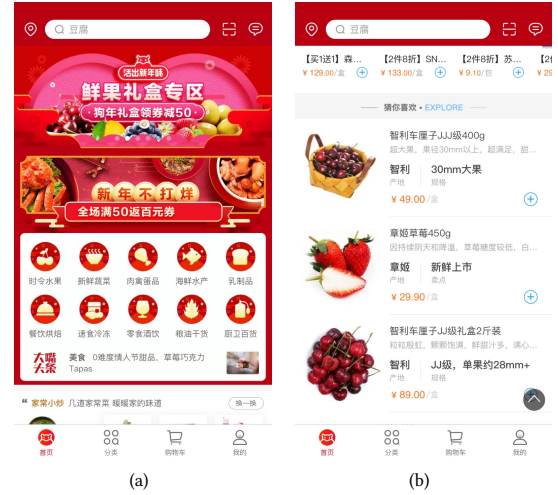 豆腐
活出新年味
鲜果礼盒专区
·狗年礼盒领券减50·
新年不打烊
全场满50返百元券
时令水果 新鲜蔬菜 肉禽蛋品 海鲜水产 乳制品
餐饮烘焙 速食冷冻 零食酒饮 粮油干货 厨卫百货
大嘴头条
美食 0难度情人节甜品，草莓巧克力
Tapas
❝ 家常小炒 几道家常菜 暖暖家的味道 换一换
首页 分类 购物车 我的
(a)
豆腐
【买1送1】森... 【2件8折】SN... 【2件8折】苏... 【2
¥ 129.00/盒 ¥ 133.00/盒 ¥ 9.10/包 ¥ 29
猜你喜欢 • EXPLORE
智利车厘子JJJ级400g
超大果，果径30mm以上，超满足，甜...
智利 30mm大果
产地 规格
¥ 49.00/盒
章姬草莓450g
因持续阴天和降温，草莓糖度较低，白...
章姬 新鲜上市
产地 卖点
¥ 29.90/盒
智利车厘子JJ级礼盒2斤装
粒粒殷虹，颗颗饱满，鲜甜汁多，满心...
智利 JJ级，单果约28mm+
产地 规格
¥ 89.00/盒
首页 分类 购物车 我的
(b)